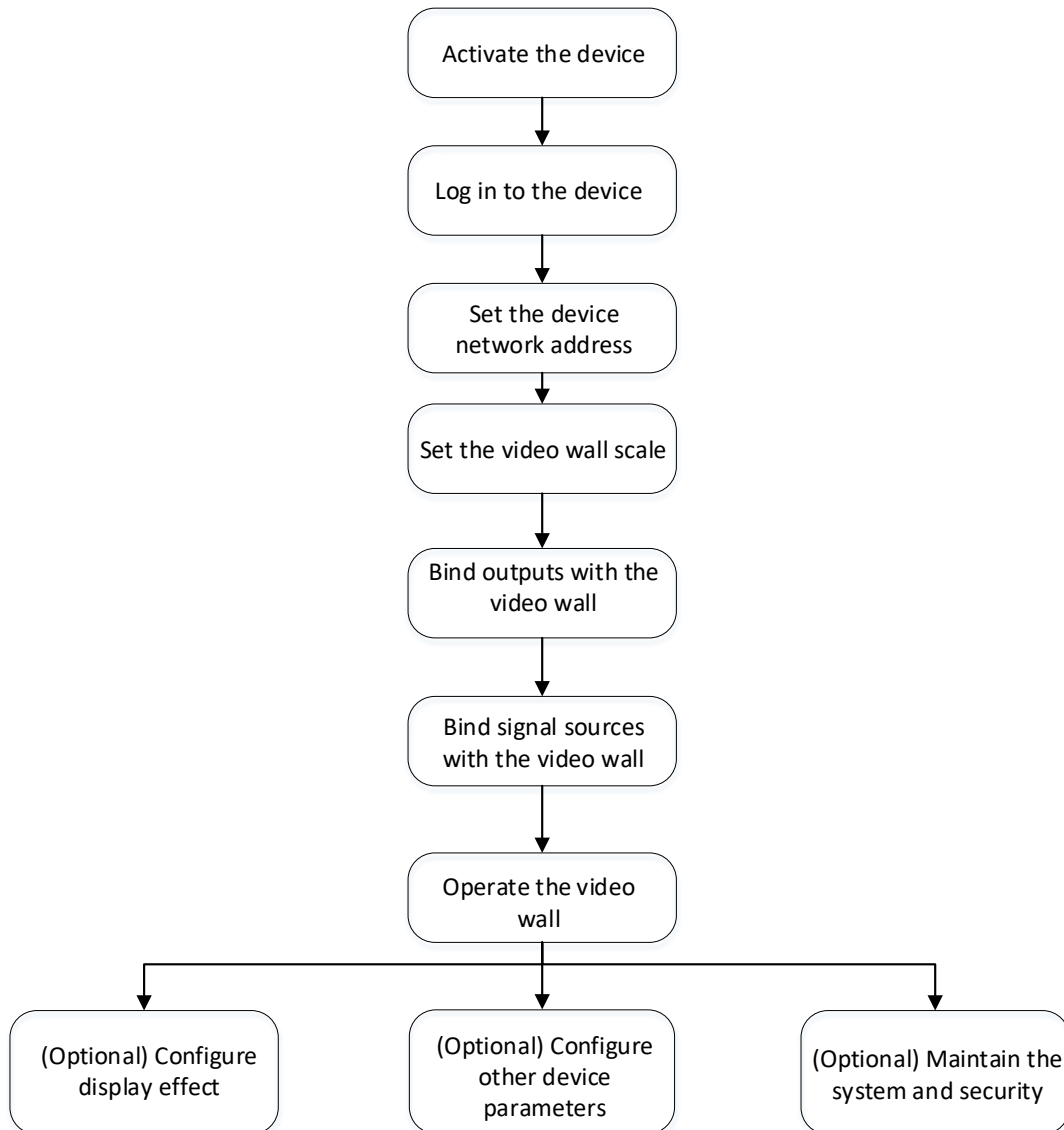 Activate the device
Log in to the device
Set the device
network address
Set the video wall scale
Bind outputs with the
video wall
Bind signal sources
with the video wall
Operate the video
wall
(Optional) Configure
display effect
(Optional) Configure
other device
parameters
(Optional) Maintain the
system and security